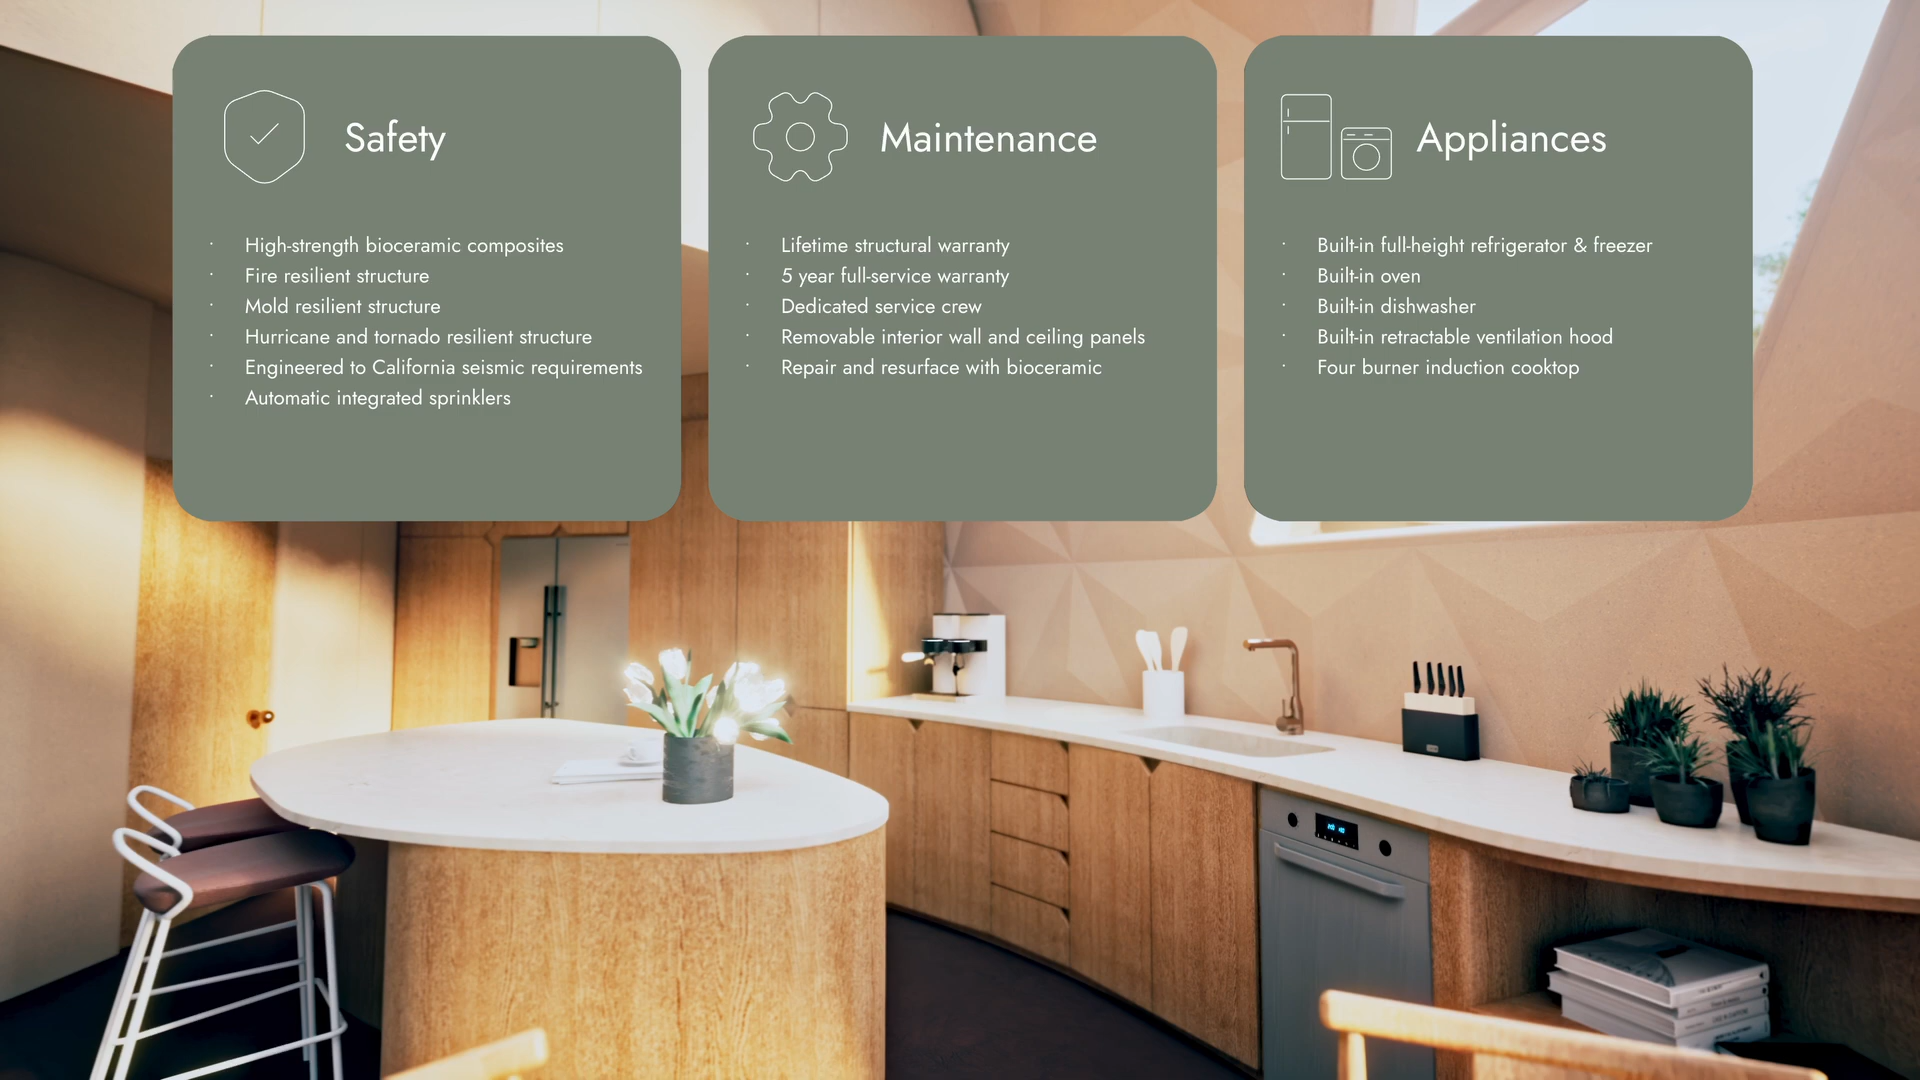 Safety
· High-strength bioceramic composites
· Fire resilient structure
· Mold resilient structure
· Hurricane and tornado resilient structure
· Engineered to California seismic requirements
· Automatic integrated sprinklers
Maintenance
· Lifetime structural warranty
· 5 year full-service warranty
· Dedicated service crew
· Removable interior wall and ceiling panels
· Repair and resurface with bioceramic
Appliances
· Built-in full-height refrigerator & freezer
· Built-in oven
· Built-in dishwasher
· Built-in retractable ventilation hood
· Four burner induction cooktop